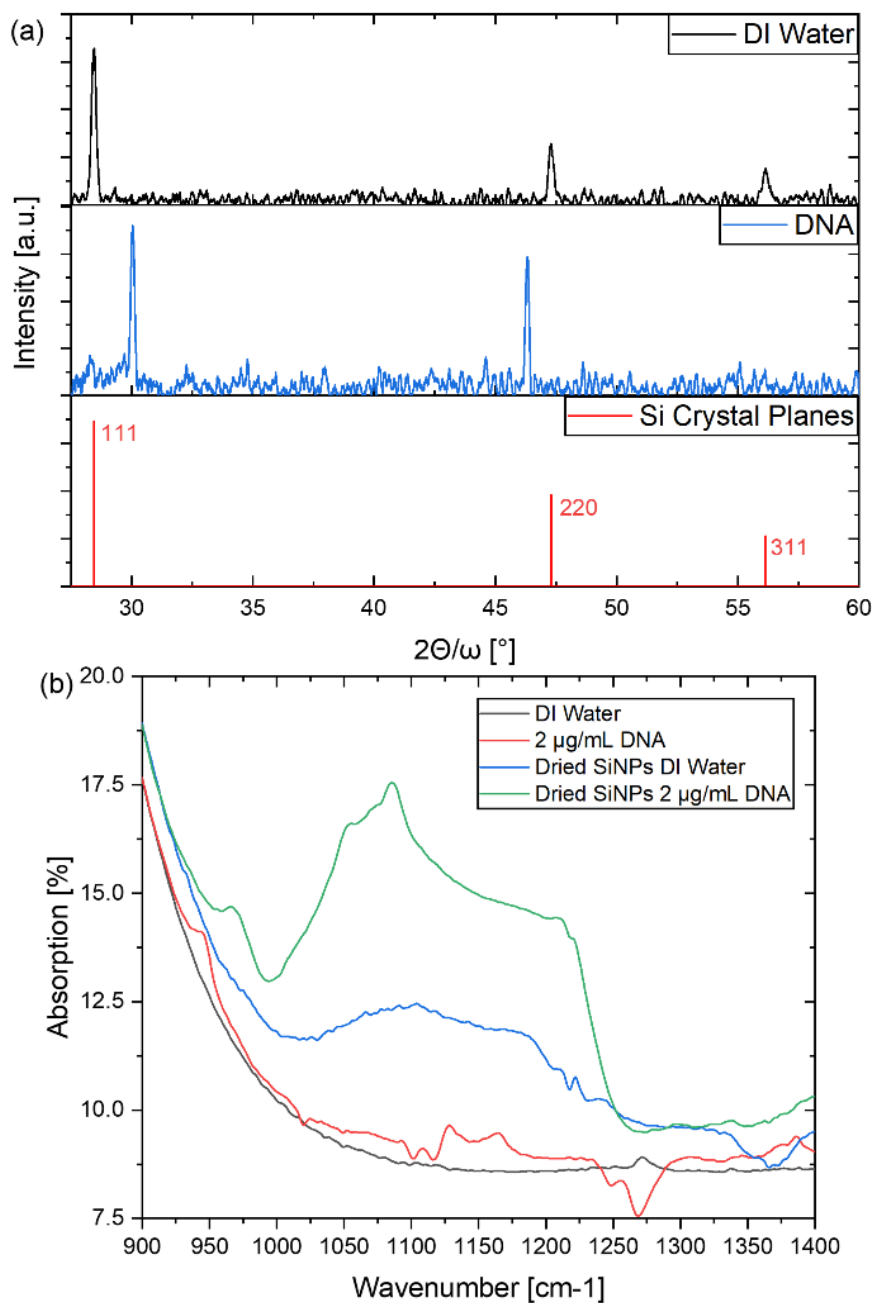 (a)
DI Water
DNA
Si Crystal Planes
111
220
311
Intensity [a.u.]
30 35 40 45 50 55 60
2Θ/ω [°]
(b)
20.0
17.5
15.0
12.5
10.0
7.5
DI Water
2 µg/mL DNA
Dried SiNPs DI Water
Dried SiNPs 2 µg/mL DNA
Absorption [%]
900 950 1000 1050 1100 1150 1200 1250 1300 1350 1400
Wavenumber [cm-1]